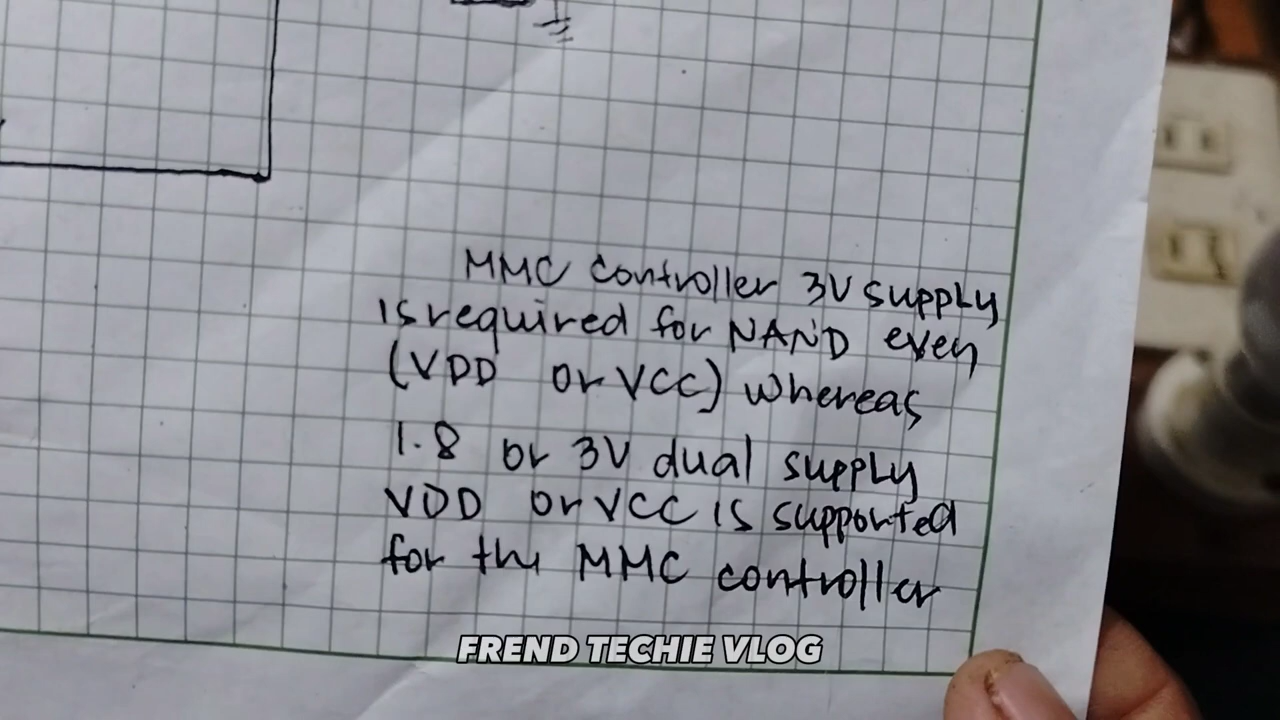 MMC controller 3V supply
is required for NAND even
(VDD or VCC) whereas
1.8 or 3V dual supply
VDD or VCC is supported
for the MMC controller
FREND TECHIE VLOG